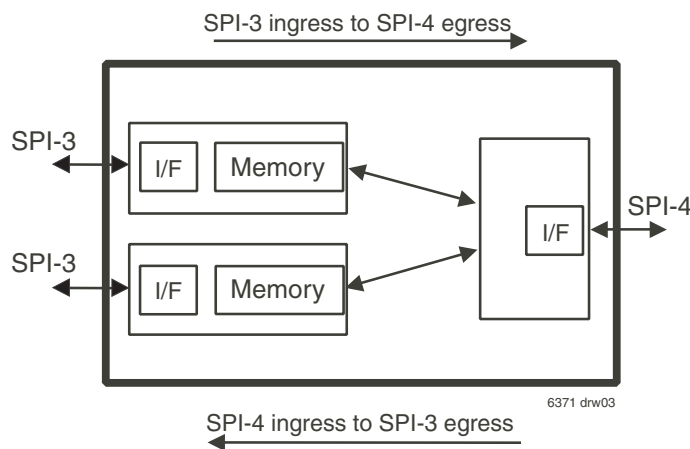 SPI-3 ingress to SPI-4 egress
SPI-3
I/F
Memory
SPI-4
I/F
SPI-3
I/F
Memory
6371 drw03
SPI-4 ingress to SPI-3 egress